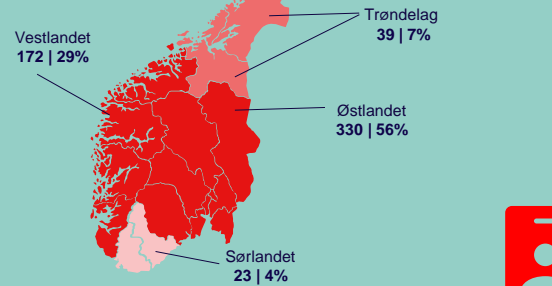 Trøndelag
39 | 7%
Vestlandet
172 | 29%
Østlandet
330 | 56%
Sørlandet
23 | 4%